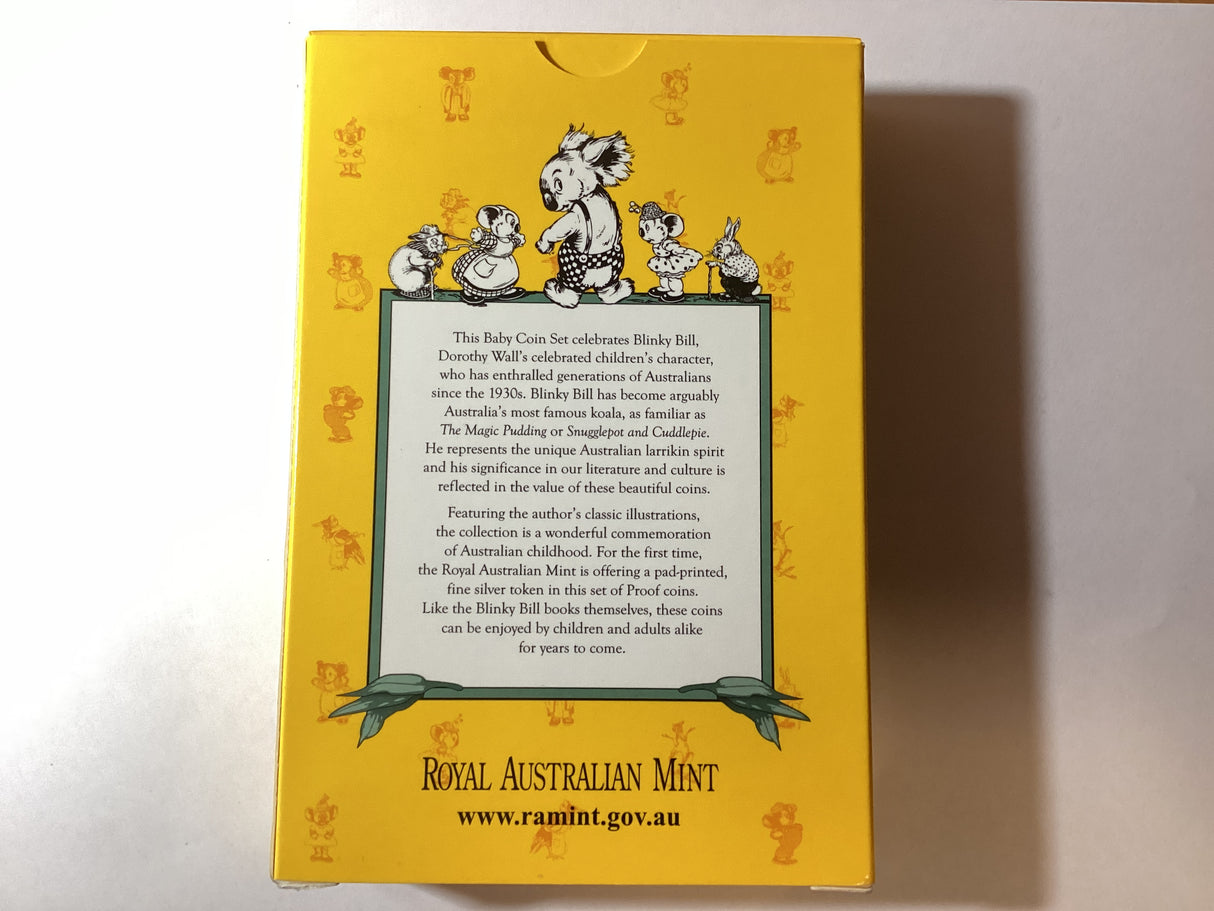 This Baby Coin Set celebrates Blinky Bill,
Dorothy Wall's celebrated children's character,
who has enthralled generations of Australians
since the 1930s. Blinky Bill has become arguably
Australia's most famous koala, as familiar as
The Magic Pudding or Snugglepot and Cuddlepie.
He represents the unique Australian larrikin spirit
and his significance in our literature and culture is
reflected in the value of these beautiful coins.
Featuring the author's classic illustrations,
the collection is a wonderful commemoration
of Australian childhood. For the first time,
the Royal Australian Mint is offering a pad-printed,
fine silver token in this set of Proof coins.
Like the Blinky Bill books themselves, these coins
can be enjoyed by children and adults alike
for years to come.
ROYAL AUSTRALIAN MINT
www.ramint.gov.au